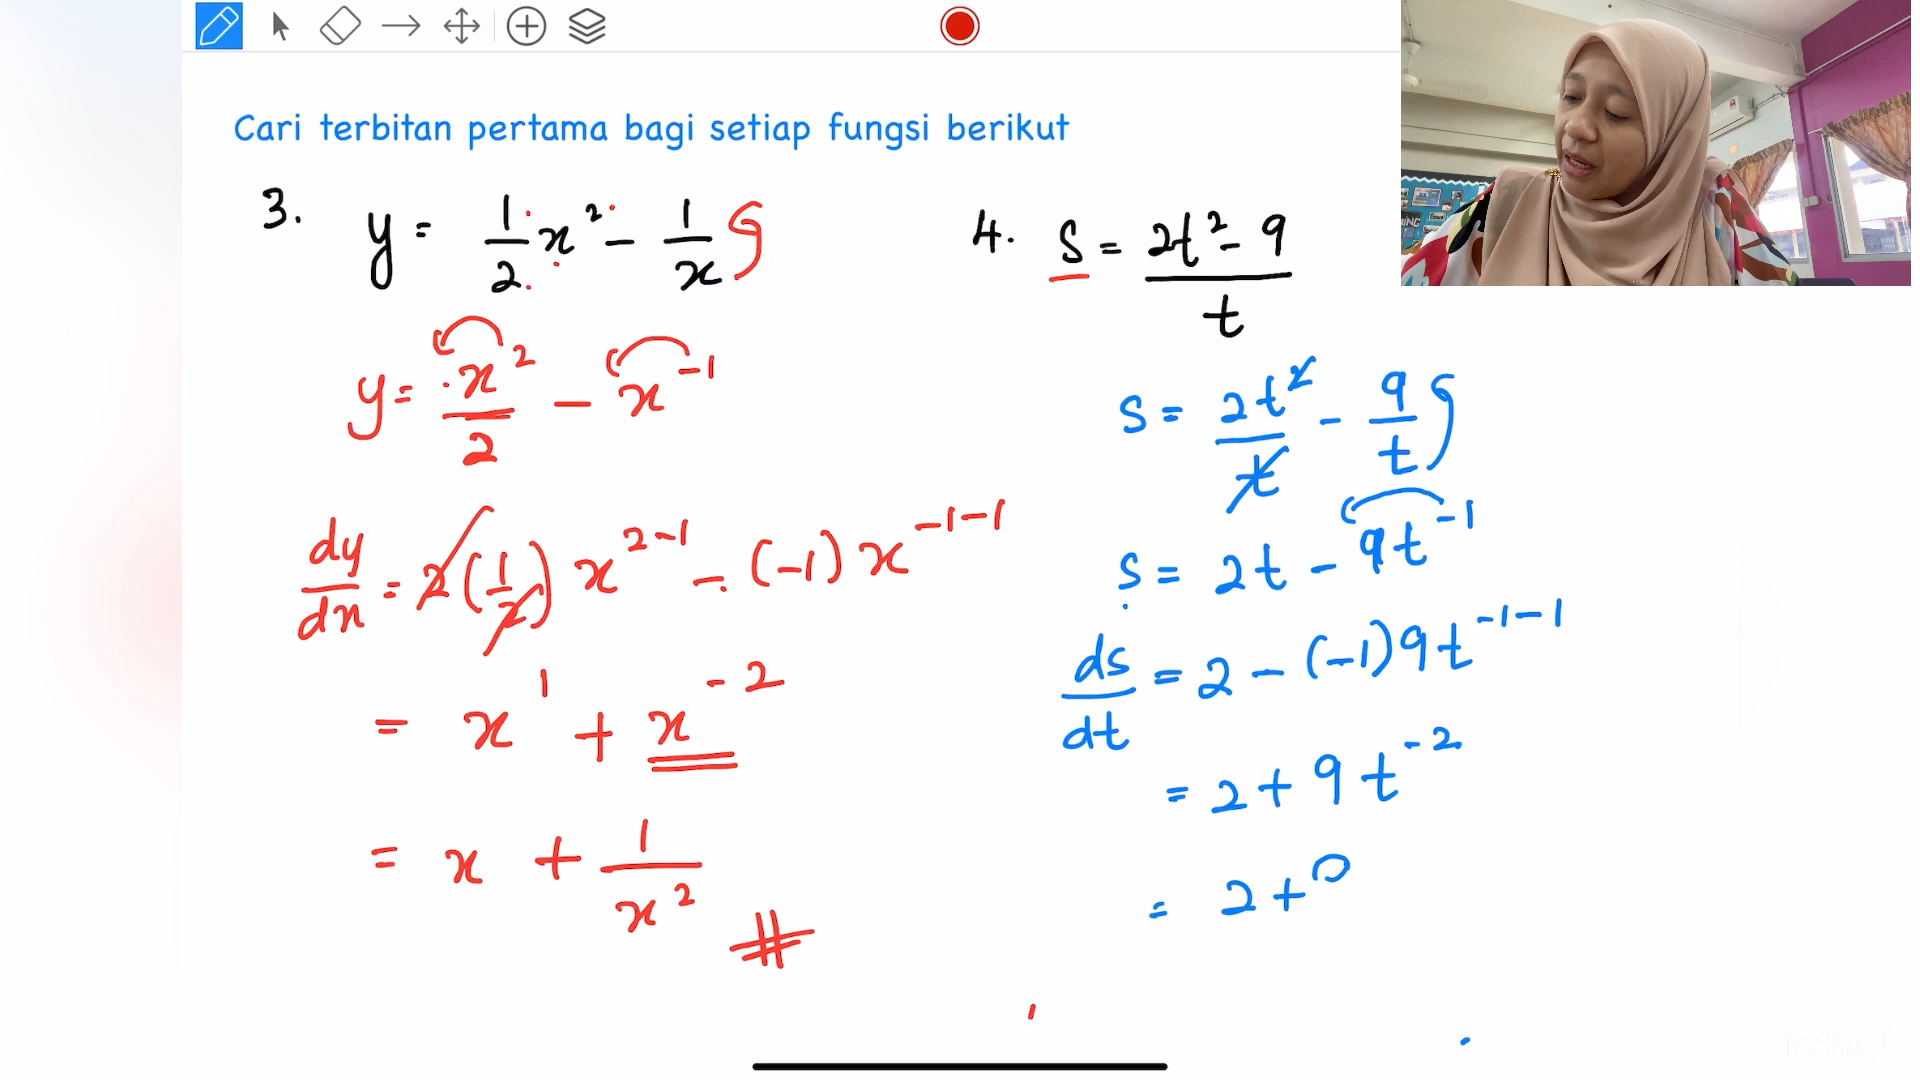 Cari terbitan pertama bagi setiap fungsi berikut
3. y = 1/2 x² - 1/x
y = x²/2 - x⁻¹
dy/dx = 2(1/2) x²⁻¹ - (-1) x⁻¹⁻¹
= x¹ + x⁻²
= x + 1/x² #
4. s = (2t² - 9)/t
s = 2t²/t - 9/t
s = 2t - 9t⁻¹
ds/dt = 2 - (-1)9t⁻¹⁻¹
= 2 + 9t⁻²
= 2 +